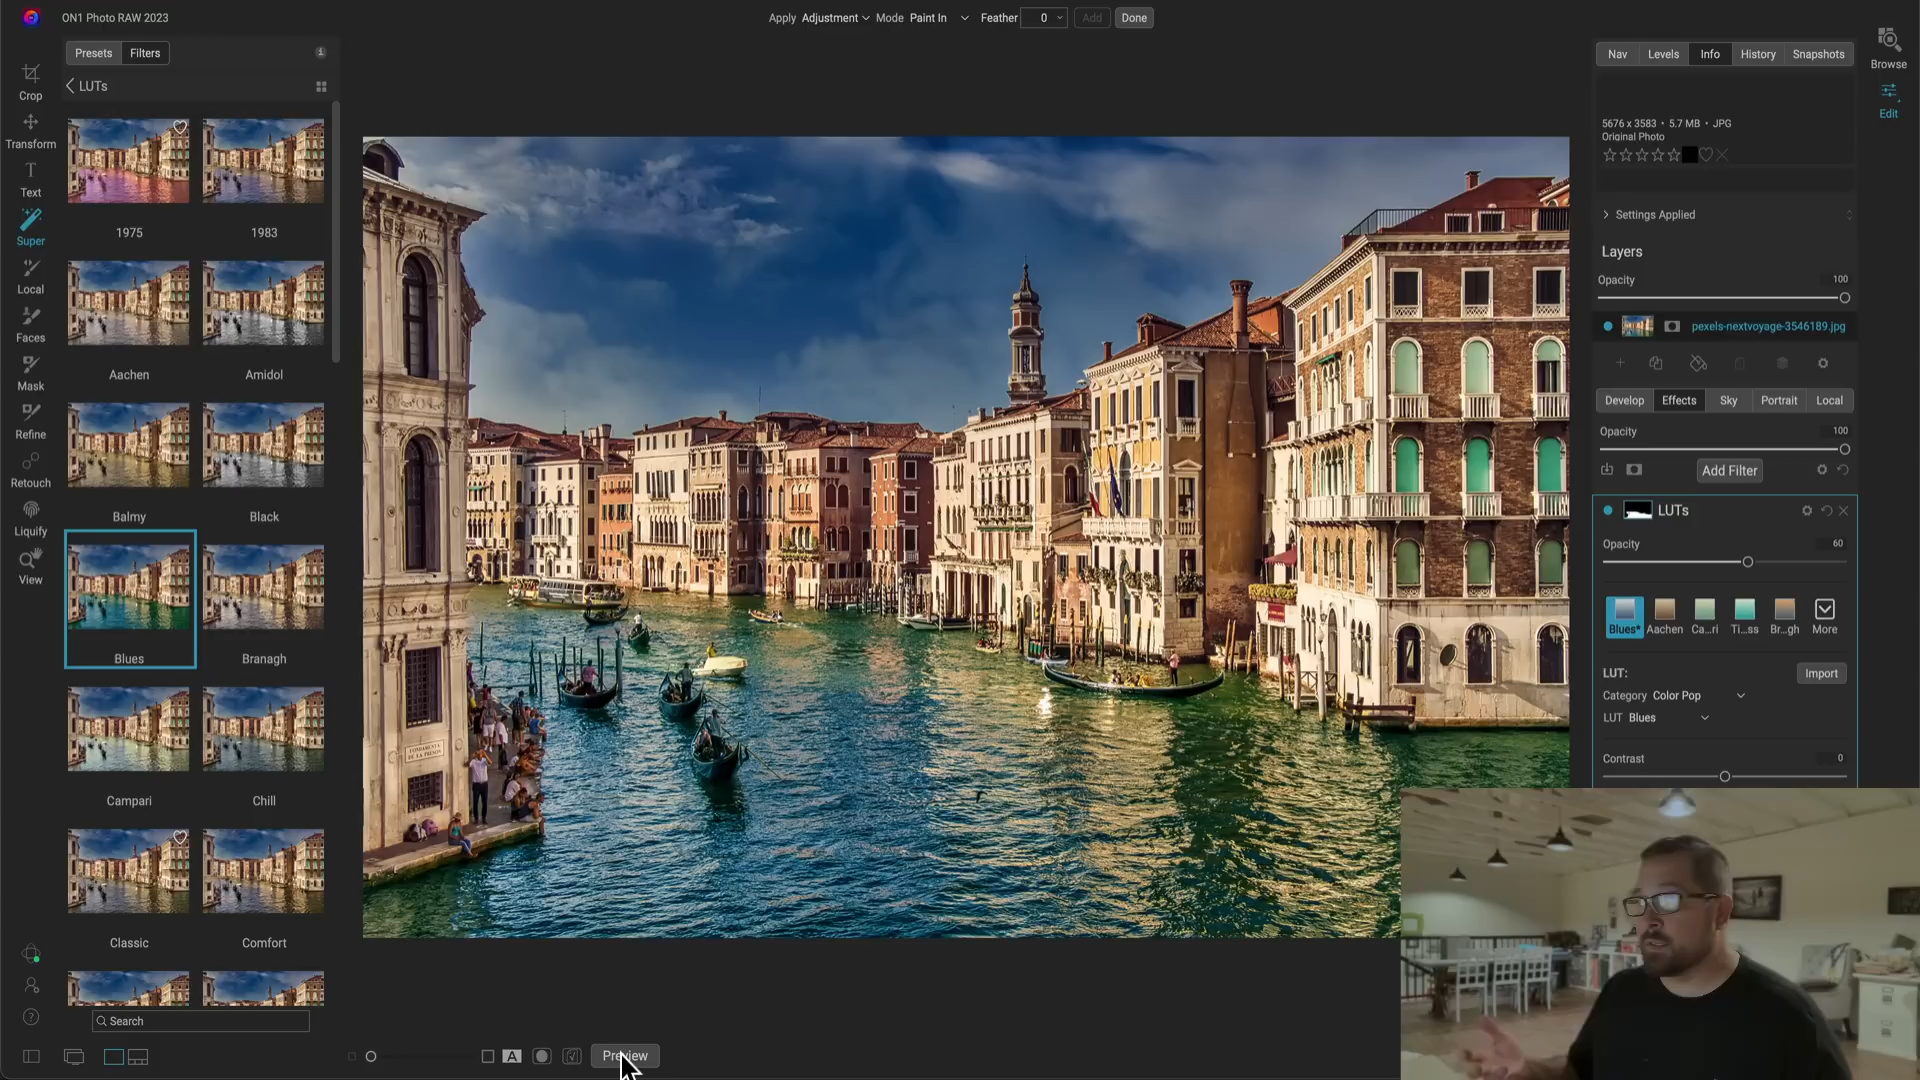 ON1 Photo RAW 2023
Apply Adjustment Mode Paint In Feather 0 Add Done
Presets Filters
LUTs
Crop
Transform
Text
Super
Local
Faces
Mask
Refine
Retouch
Liquify
View
1975 1983
Aachen Amidol
Balmy Black
Blues Branagh
Campari Chill
Classic Comfort
Search
A
Preview
Nav Levels Info History Snapshots
Browse
Edit
5676 x 3583 • 5.7 MB • JPG
Original Photo
Settings Applied
Layers
Opacity 100
pexels-nextvoyage-3546189.jpg
Develop Effects Sky Portrait Local
Opacity 100
Add Filter
LUTs
Opacity 60
Blues* Aachen Ca...ri Ti...ss Br...gh More
LUT: Import
Category Color Pop
LUT Blues
Contrast 0
FONDAMENTA
DE LA PRESON